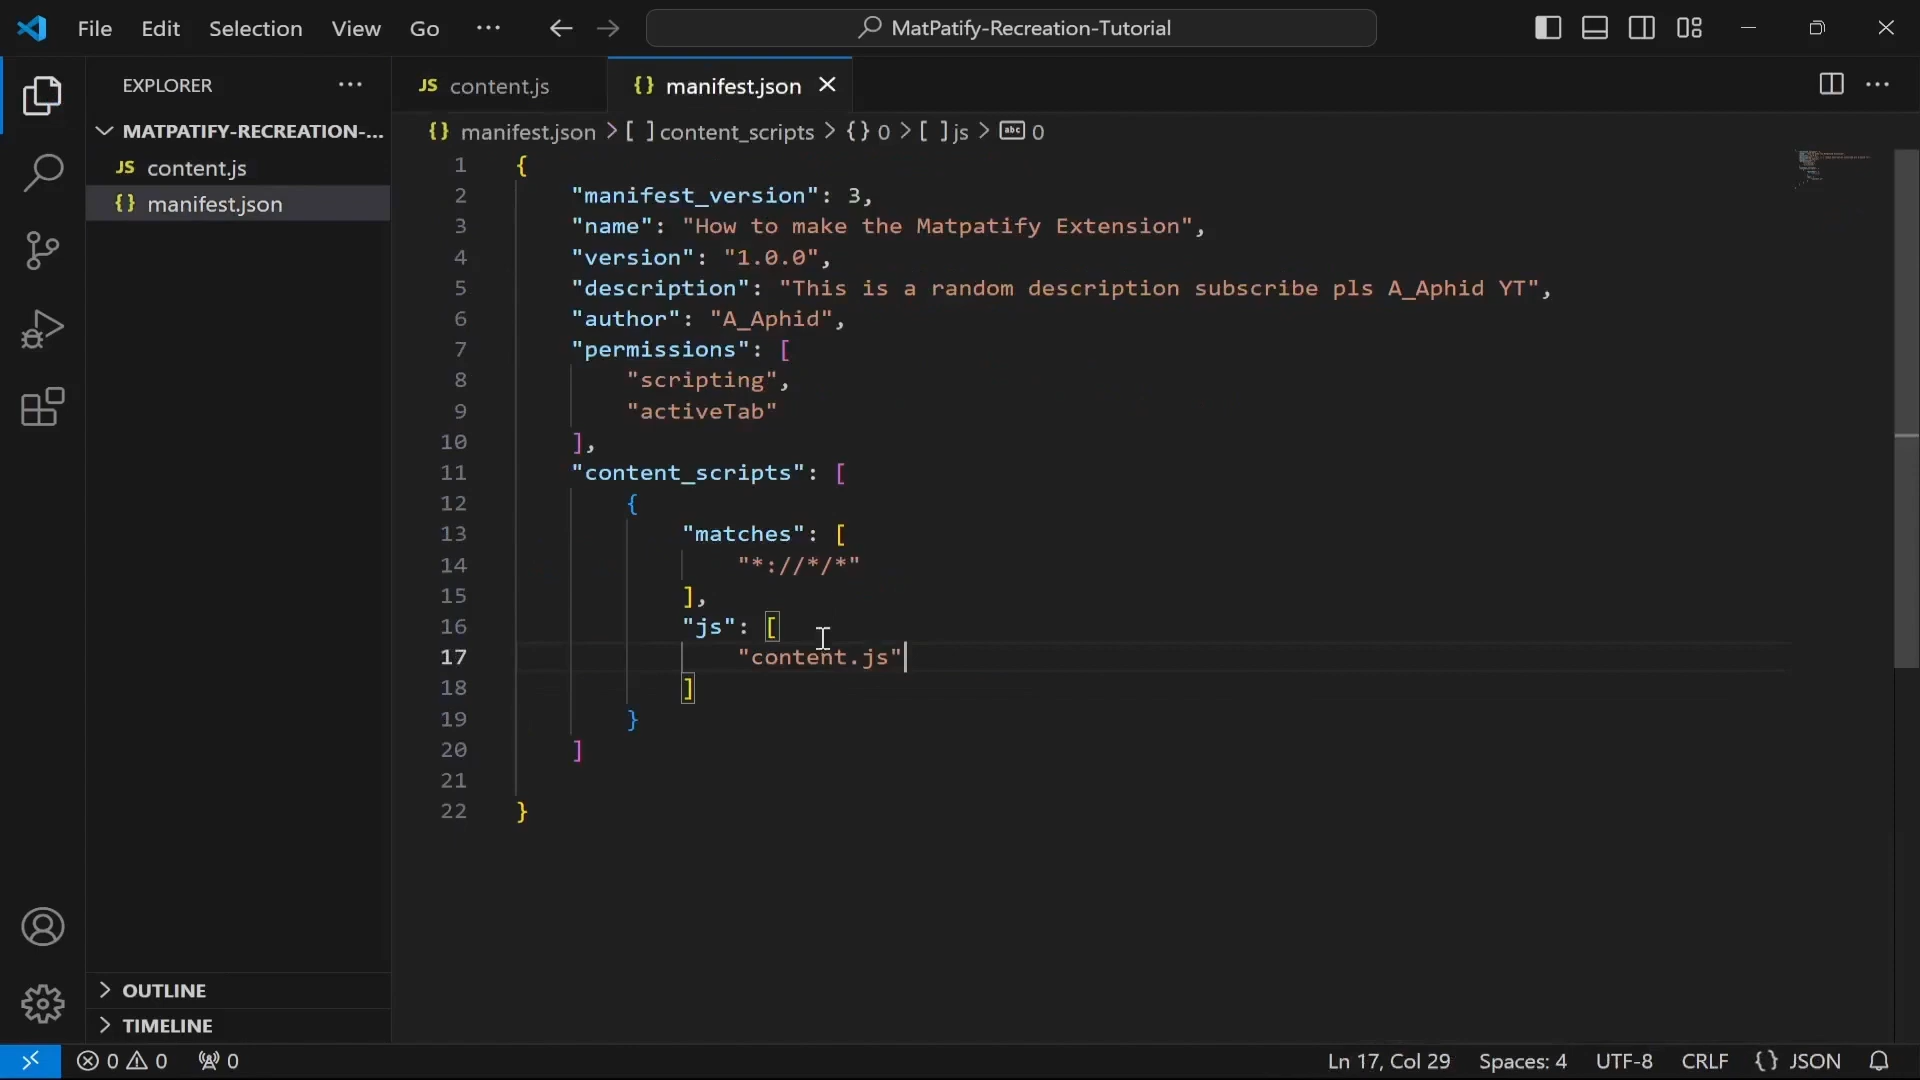 File Edit Selection View Go ··· MatPatify-Recreation-Tutorial
EXPLORER ···
MATPATIFY-RECREATION-...
JS content.js
{} manifest.json
JS content.js
{} manifest.json
{} manifest.json > [ ] content_scripts > {} 0 > [ ] js > abc 0
1 {
2 "manifest_version": 3,
3 "name": "How to make the Matpatify Extension",
4 "version": "1.0.0",
5 "description": "This is a random description subscribe pls A_Aphid YT",
6 "author": "A_Aphid",
7 "permissions": [
8 "scripting",
9 "activeTab"
10 ],
11 "content_scripts": [
12 {
13 "matches": [
14 "*://*/*"
15 ],
16 "js": [
17 "content.js"
18 ]
19 }
20 ]
21
22 }
OUTLINE
TIMELINE
0 0 0 Ln 17, Col 29 Spaces: 4 UTF-8 CRLF {} JSON